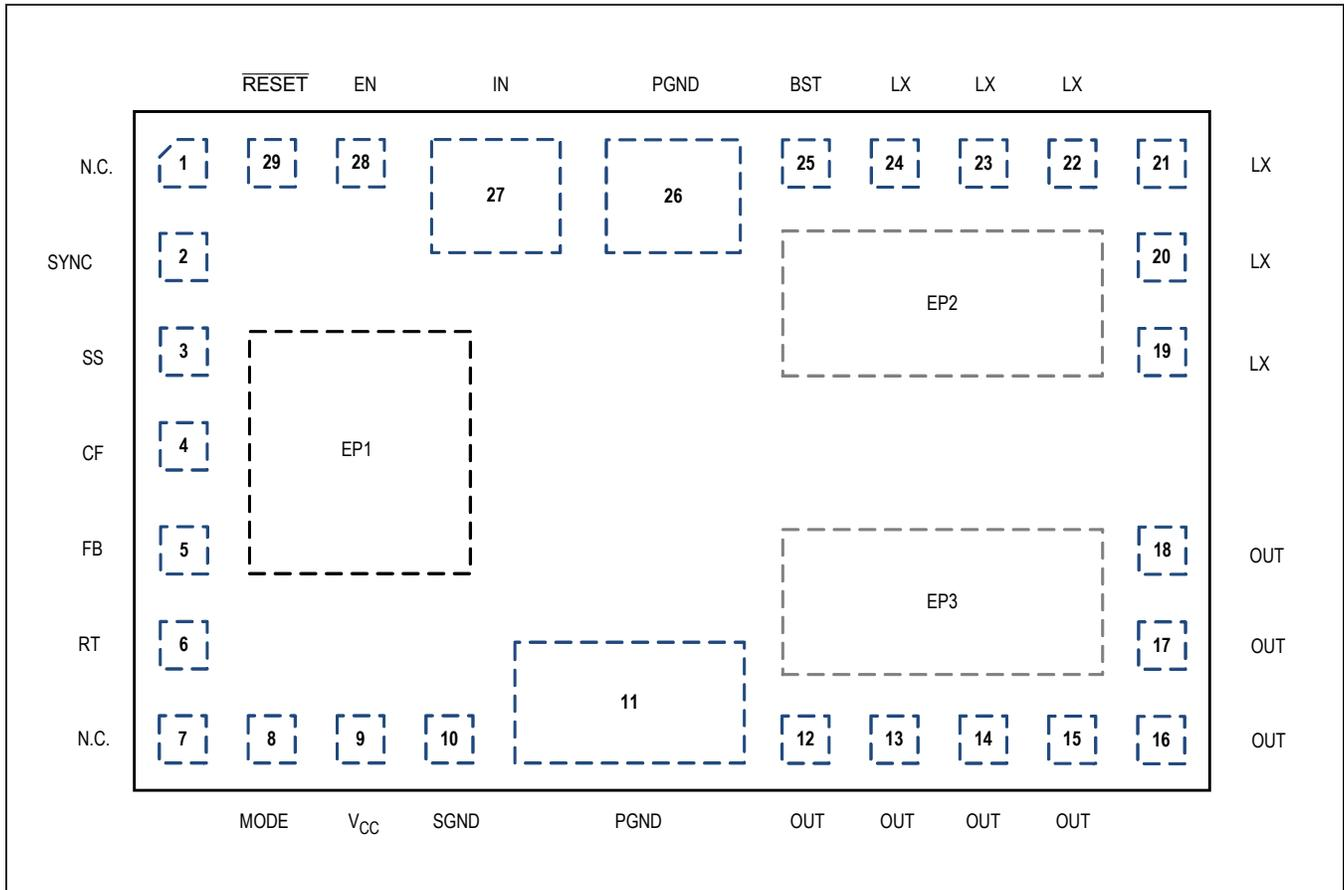 RESET EN IN PGND BST LX LX LX
N.C. 1 29 28 27 26 25 24 23 22 21 LX
SYNC 2 20 LX
EP2
SS 3 19 LX
CF 4 EP1
FB 5 18 OUT
EP3
RT 6 17 OUT
11
N.C. 7 8 9 10 12 13 14 15 16 OUT
MODE VCC SGND PGND OUT OUT OUT OUT